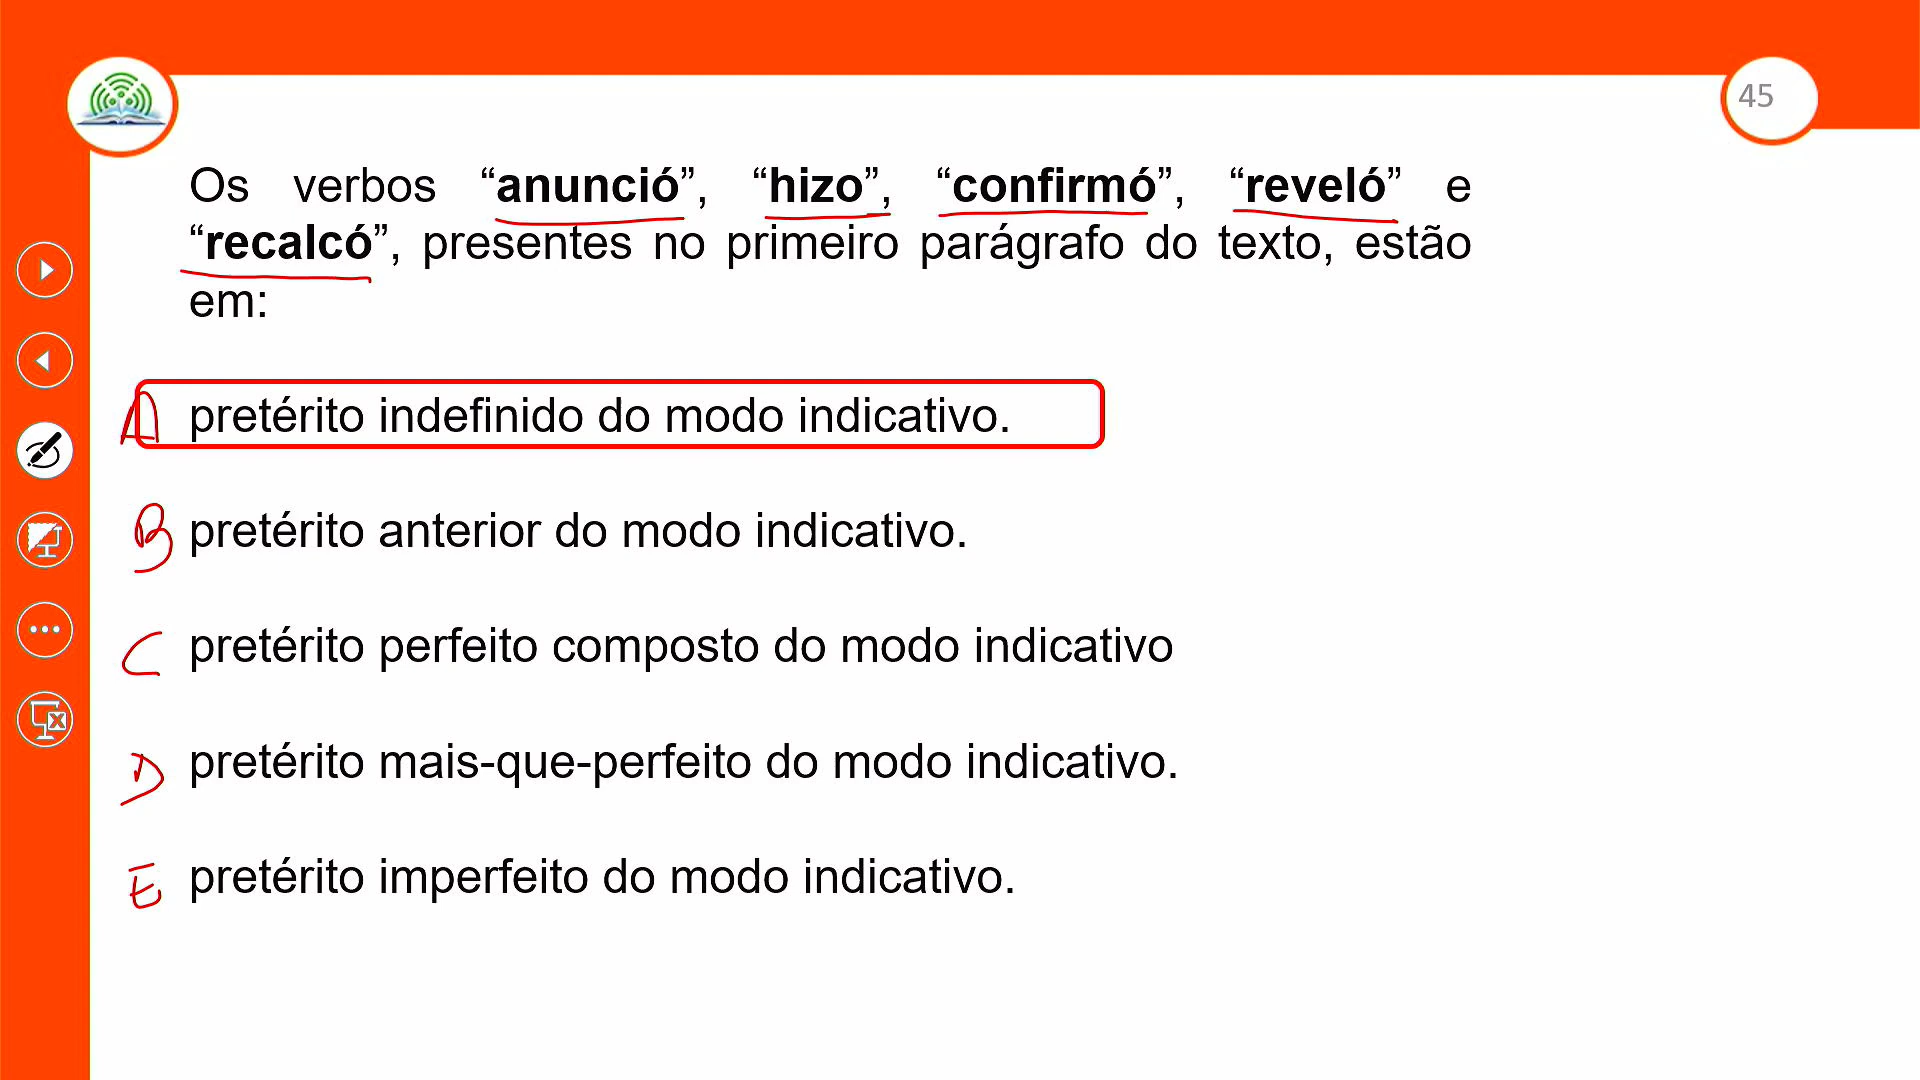 45
Os verbos “anunció”, “hizo”, “confirmó”, “reveló” e
“recalcó”, presentes no primeiro parágrafo do texto, estão
em:
A pretérito indefinido do modo indicativo.
B pretérito anterior do modo indicativo.
C pretérito perfeito composto do modo indicativo
D pretérito mais-que-perfeito do modo indicativo.
E pretérito imperfeito do modo indicativo.